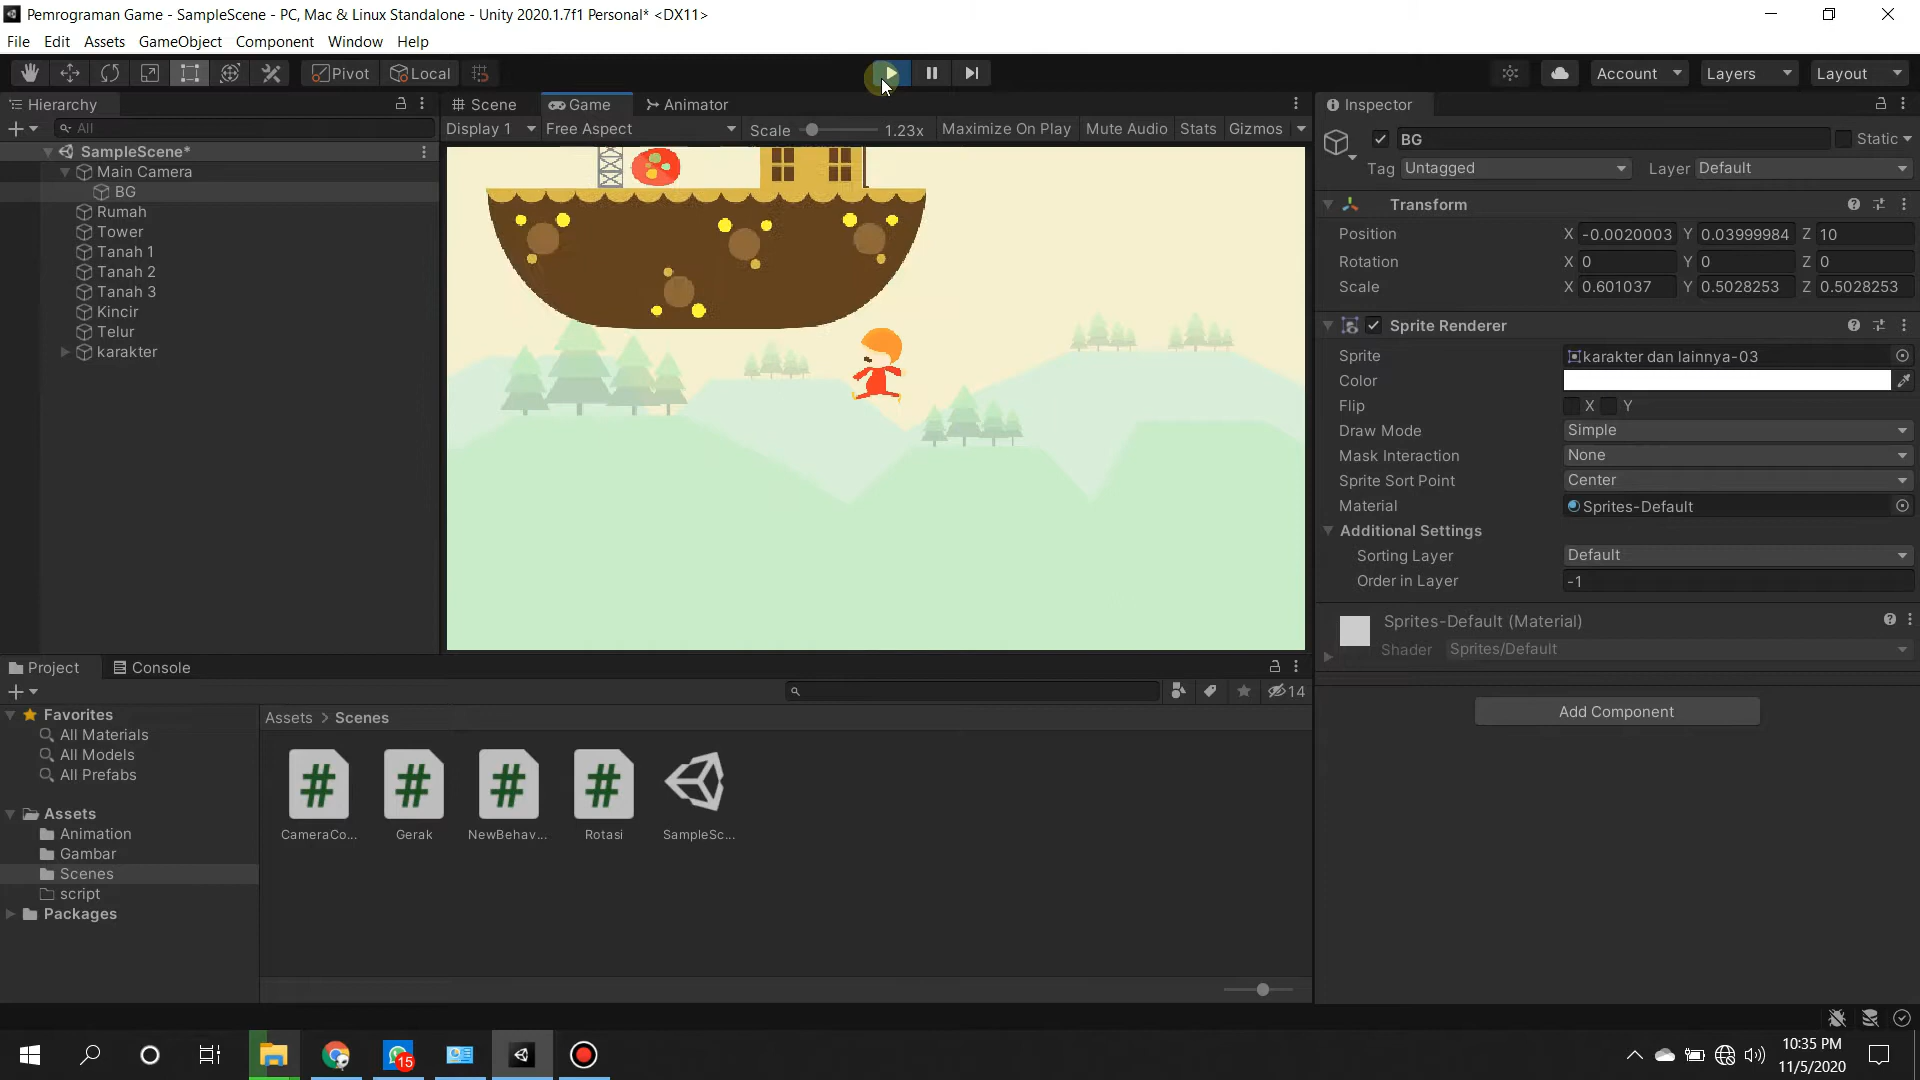 Pemrograman Game - SampleScene - PC, Mac & Linux Standalone - Unity 2020.1.7f1 Personal* <DX11>
File Edit Assets GameObject Component Window Help
Pivot Local Account Layers Layout
Hierarchy
All
SampleScene*
Main Camera
BG
Rumah
Tower
Tanah 1
Tanah 2
Tanah 3
Kincir
Telur
karakter
Scene Game Animator
Display 1 Free Aspect Scale 1.23x Maximize On Play Mute Audio Stats Gizmos
Inspector
BG Static
Tag Untagged Layer Default
Transform
Position X -0.0020003 Y 0.03999984 Z 10
Rotation X 0 Y 0 Z 0
Scale X 0.601037 Y 0.5028253 Z 0.5028253
Sprite Renderer
Sprite karakter dan lainnya-03
Color
Flip X Y
Draw Mode Simple
Mask Interaction None
Sprite Sort Point Center
Material Sprites-Default
Additional Settings
Sorting Layer Default
Order in Layer -1
Sprites-Default (Material)
Shader Sprites/Default
Add Component
Project Console
14
Favorites
All Materials
All Models
All Prefabs
Assets
Animation
Gambar
Scenes
script
Packages
Assets > Scenes
CameraCo... Gerak NewBehav... Rotasi SampleSc...
15
10:35 PM
11/5/2020